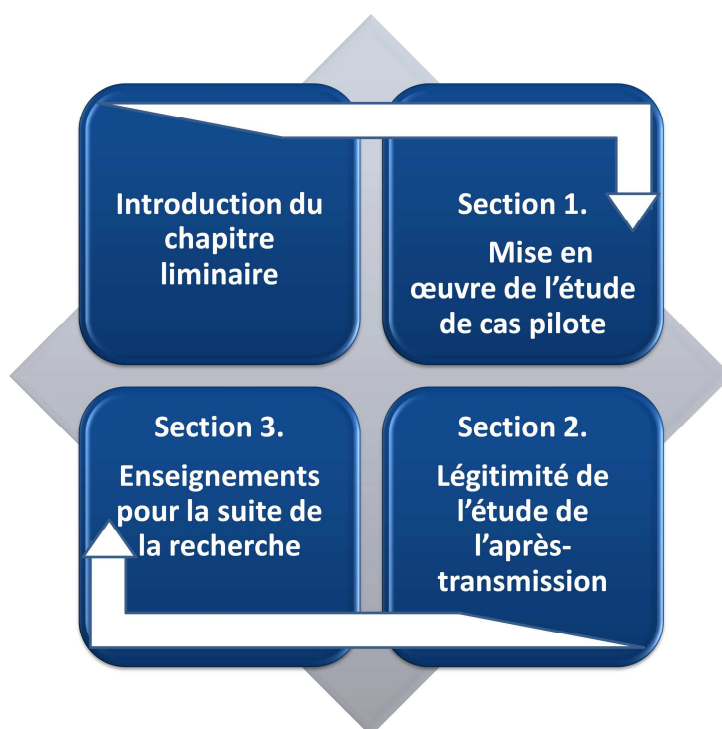 Introduction du
chapitre
liminaire
Section 1.
Mise en
œuvre de l’étude
de cas pilote
Section 2.
Légitimité de
l’étude de
l’après-
transmission
Section 3.
Enseignements
pour la suite de
la recherche